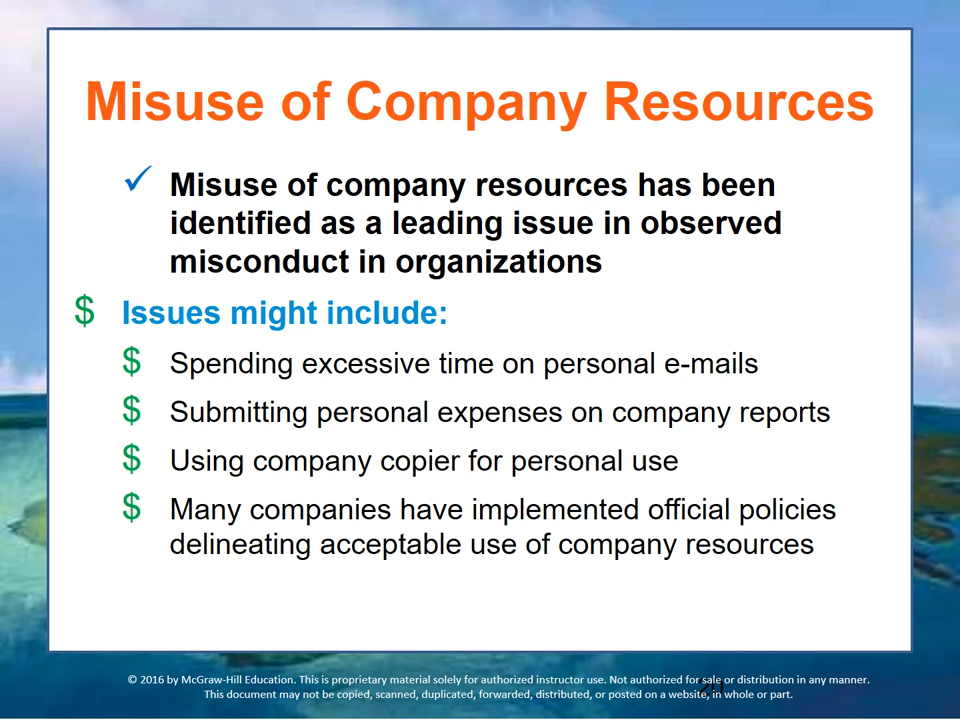 Misuse of Company Resources
✓ Misuse of company resources has been
identified as a leading issue in observed
misconduct in organizations
$ Issues might include:
$ Spending excessive time on personal e-mails
$ Submitting personal expenses on company reports
$ Using company copier for personal use
$ Many companies have implemented official policies
delineating acceptable use of company resources
© 2016 by McGraw-Hill Education. This is proprietary material solely for authorized instructor use. Not authorized for sale or distribution in any manner.
This document may not be copied, scanned, duplicated, forwarded, distributed, or posted on a website, in whole or part.